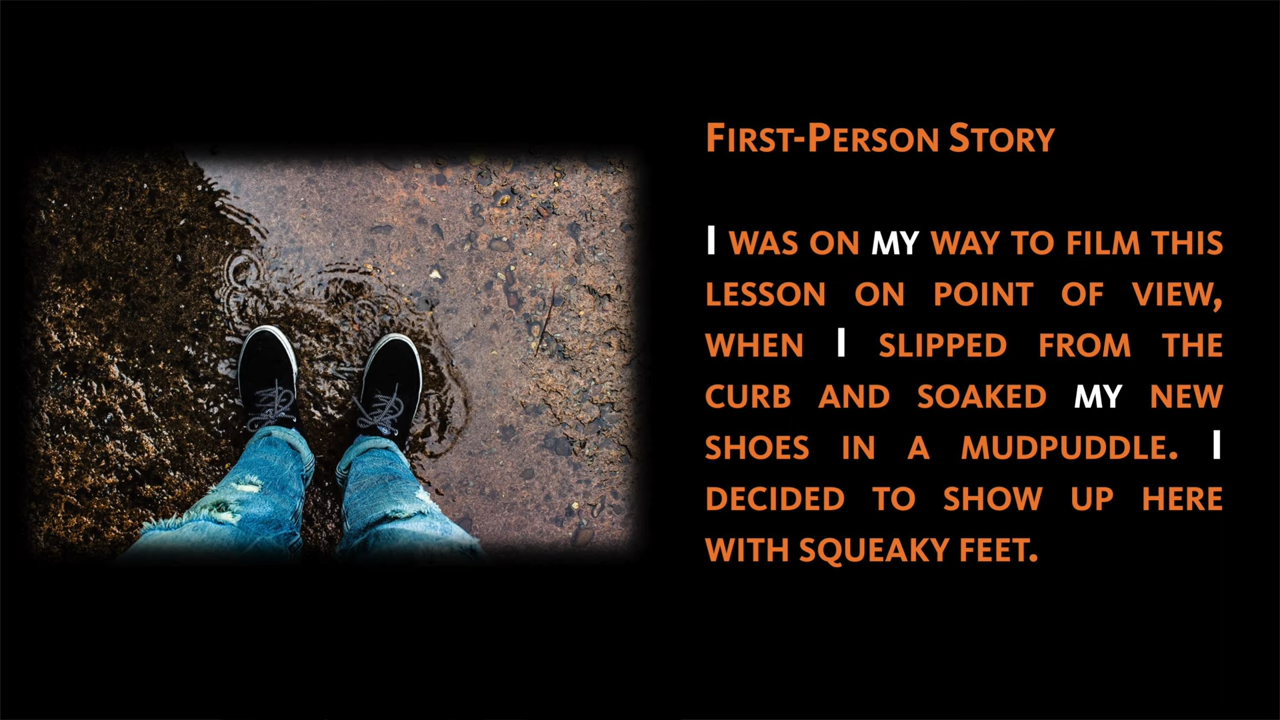 First-Person Story
I was on my way to film this
lesson on point of view,
when I slipped from the
curb and soaked my new
shoes in a mudpuddle. I
decided to show up here
with squeaky feet.